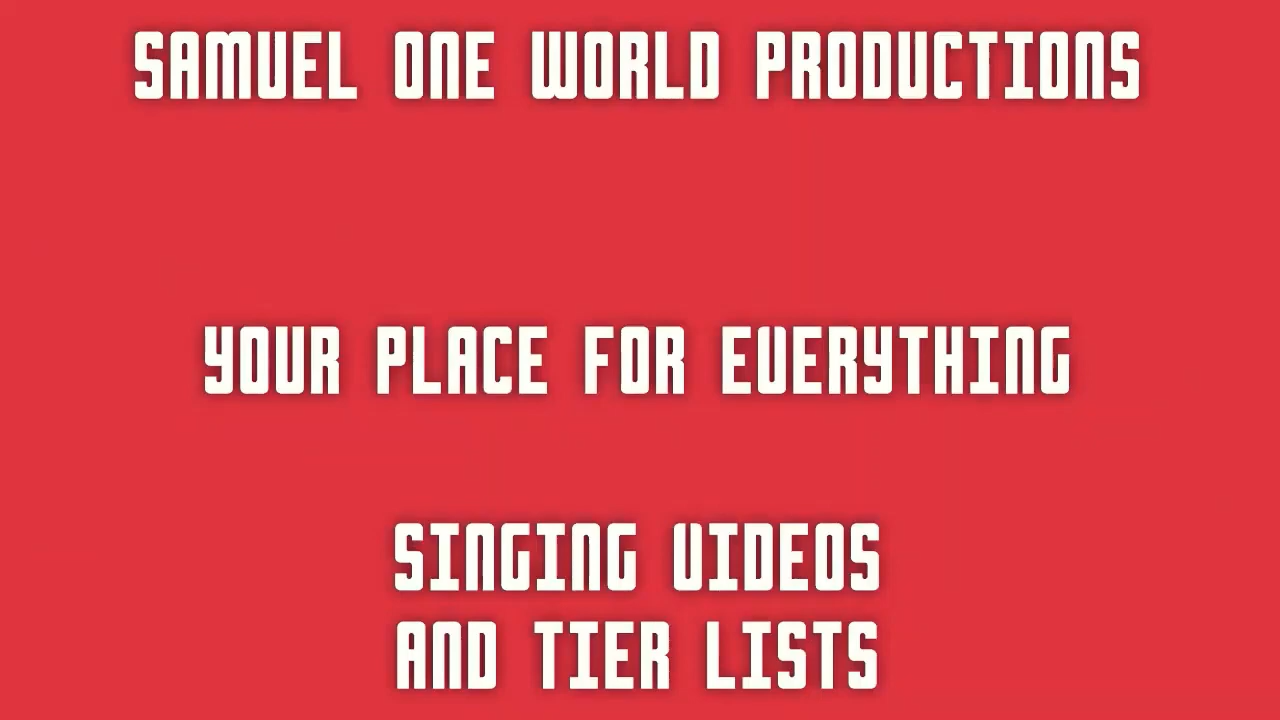 SAMUEL ONE WORLD PRODUCTIONS
YOUR PLACE FOR EVERYTHING
SINGING VIDEOS
AND TIER LISTS